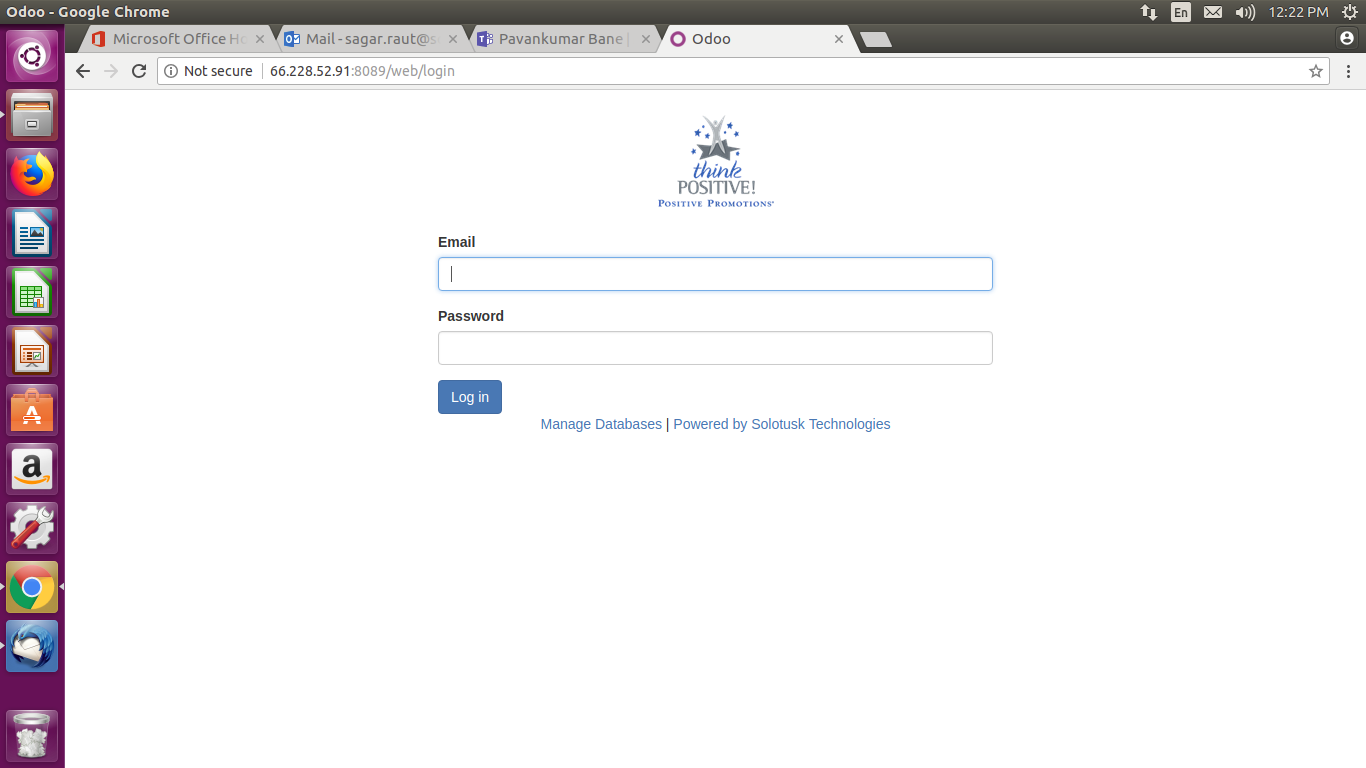 Odoo - Google Chrome
En
12:22 PM
Microsoft Office Ho
Mail - sagar.raut@s
Pavankumar Bane |
Odoo
Not secure
66.228.52.91:8089/web/login
think
POSITIVE!
POSITIVE PROMOTIONS
Email
Password
Log in
Manage Databases | Powered by Solotusk Technologies